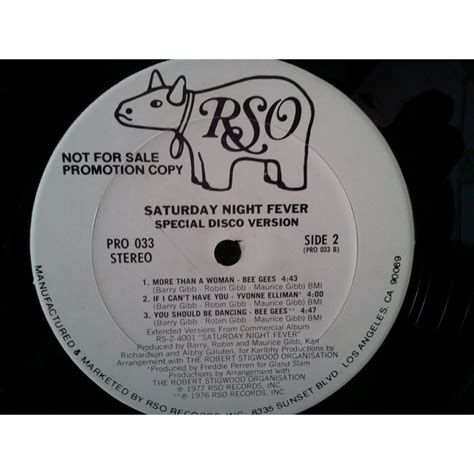 RSO
NOT FOR SALE
PROMOTION COPY
SATURDAY NIGHT FEVER
SPECIAL DISCO VERSION
PRO 033
STEREO
SIDE 2
(PRO 033 B)
1. MORE THAN A WOMAN - BEE GEES 4:43
(Barry Gibb - Robin Gibb - Maurice Gibb) BMI
2. IF I CAN'T HAVE YOU - YVONNE ELLIMAN* 4:00
(Barry Gibb - Robin Gibb - Maurice Gibb) BMI
3. YOU SHOULD BE DANCING - BEE GEES** 4:47
(Barry Gibb - Robin Gibb - Maurice Gibb) BMI
Extended Versions From Commercial Album
RS-2-4001 "SATURDAY NIGHT FEVER"
Produced by Barry, Robin and Maurice Gibb, Karl
Richardson and Albhy Galuten, for Karlbhy Productions by
Arrangement with
THE ROBERT STIGWOOD ORGANISATION
*Produced by Freddie Perren for Grand Slam
Productions by Arrangement with
THE ROBERT STIGWOOD ORGANISATION
℗ 1977 RSO RECORDS, INC.
**℗ 1976 RSO RECORDS, INC.
MANUFACTURED & MARKETED BY RSO RECORDS, INC. 8335 SUNSET BLVD. LOS ANGELES, CA 90069